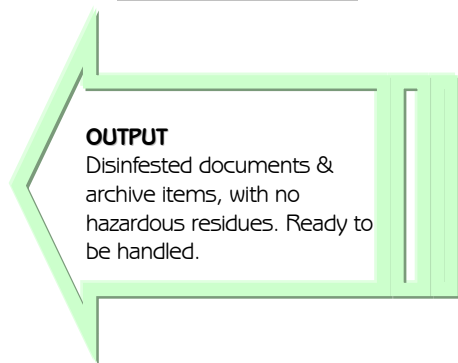 OUTPUT
Disinfested documents &
archive items, with no
hazardous residues. Ready to
be handled.